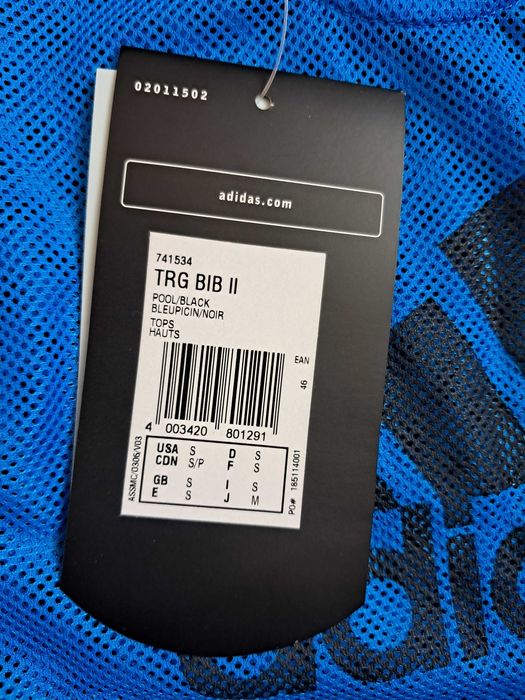 02011502
adidas.com
741534
TRG BIB II
POOL/BLACK
BLEUPICIN/NOIR
TOPS
HAUTS
EAN
46
4 003420 801291
USA S D S
CDN S/P F S
GB S I S
E S J M
ASSMC/0306/V03
PO# 185114001
adid